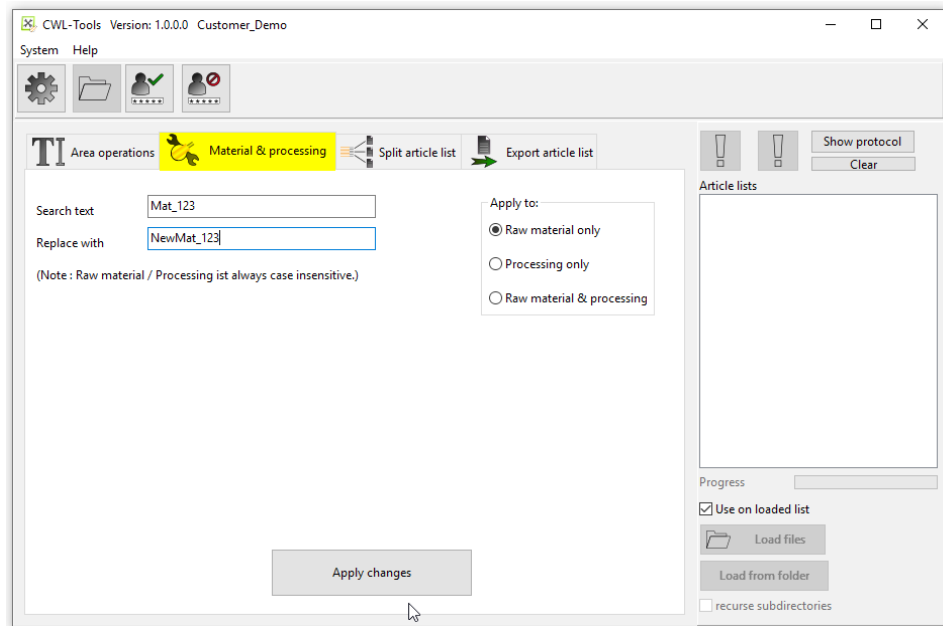 CWL-Tools Version: 1.0.0.0 Customer_Demo
System Help
TI Area operations
Material & processing
Split article list
Export article list
Search text
Mat_123
Replace with
NewMat_123
(Note : Raw material / Processing ist always case insensitive.)
Apply to:
Raw material only
Processing only
Raw material & processing
Apply changes
Show protocol
Clear
Article lists
Progress
Use on loaded list
Load files
Load from folder
recurse subdirectories